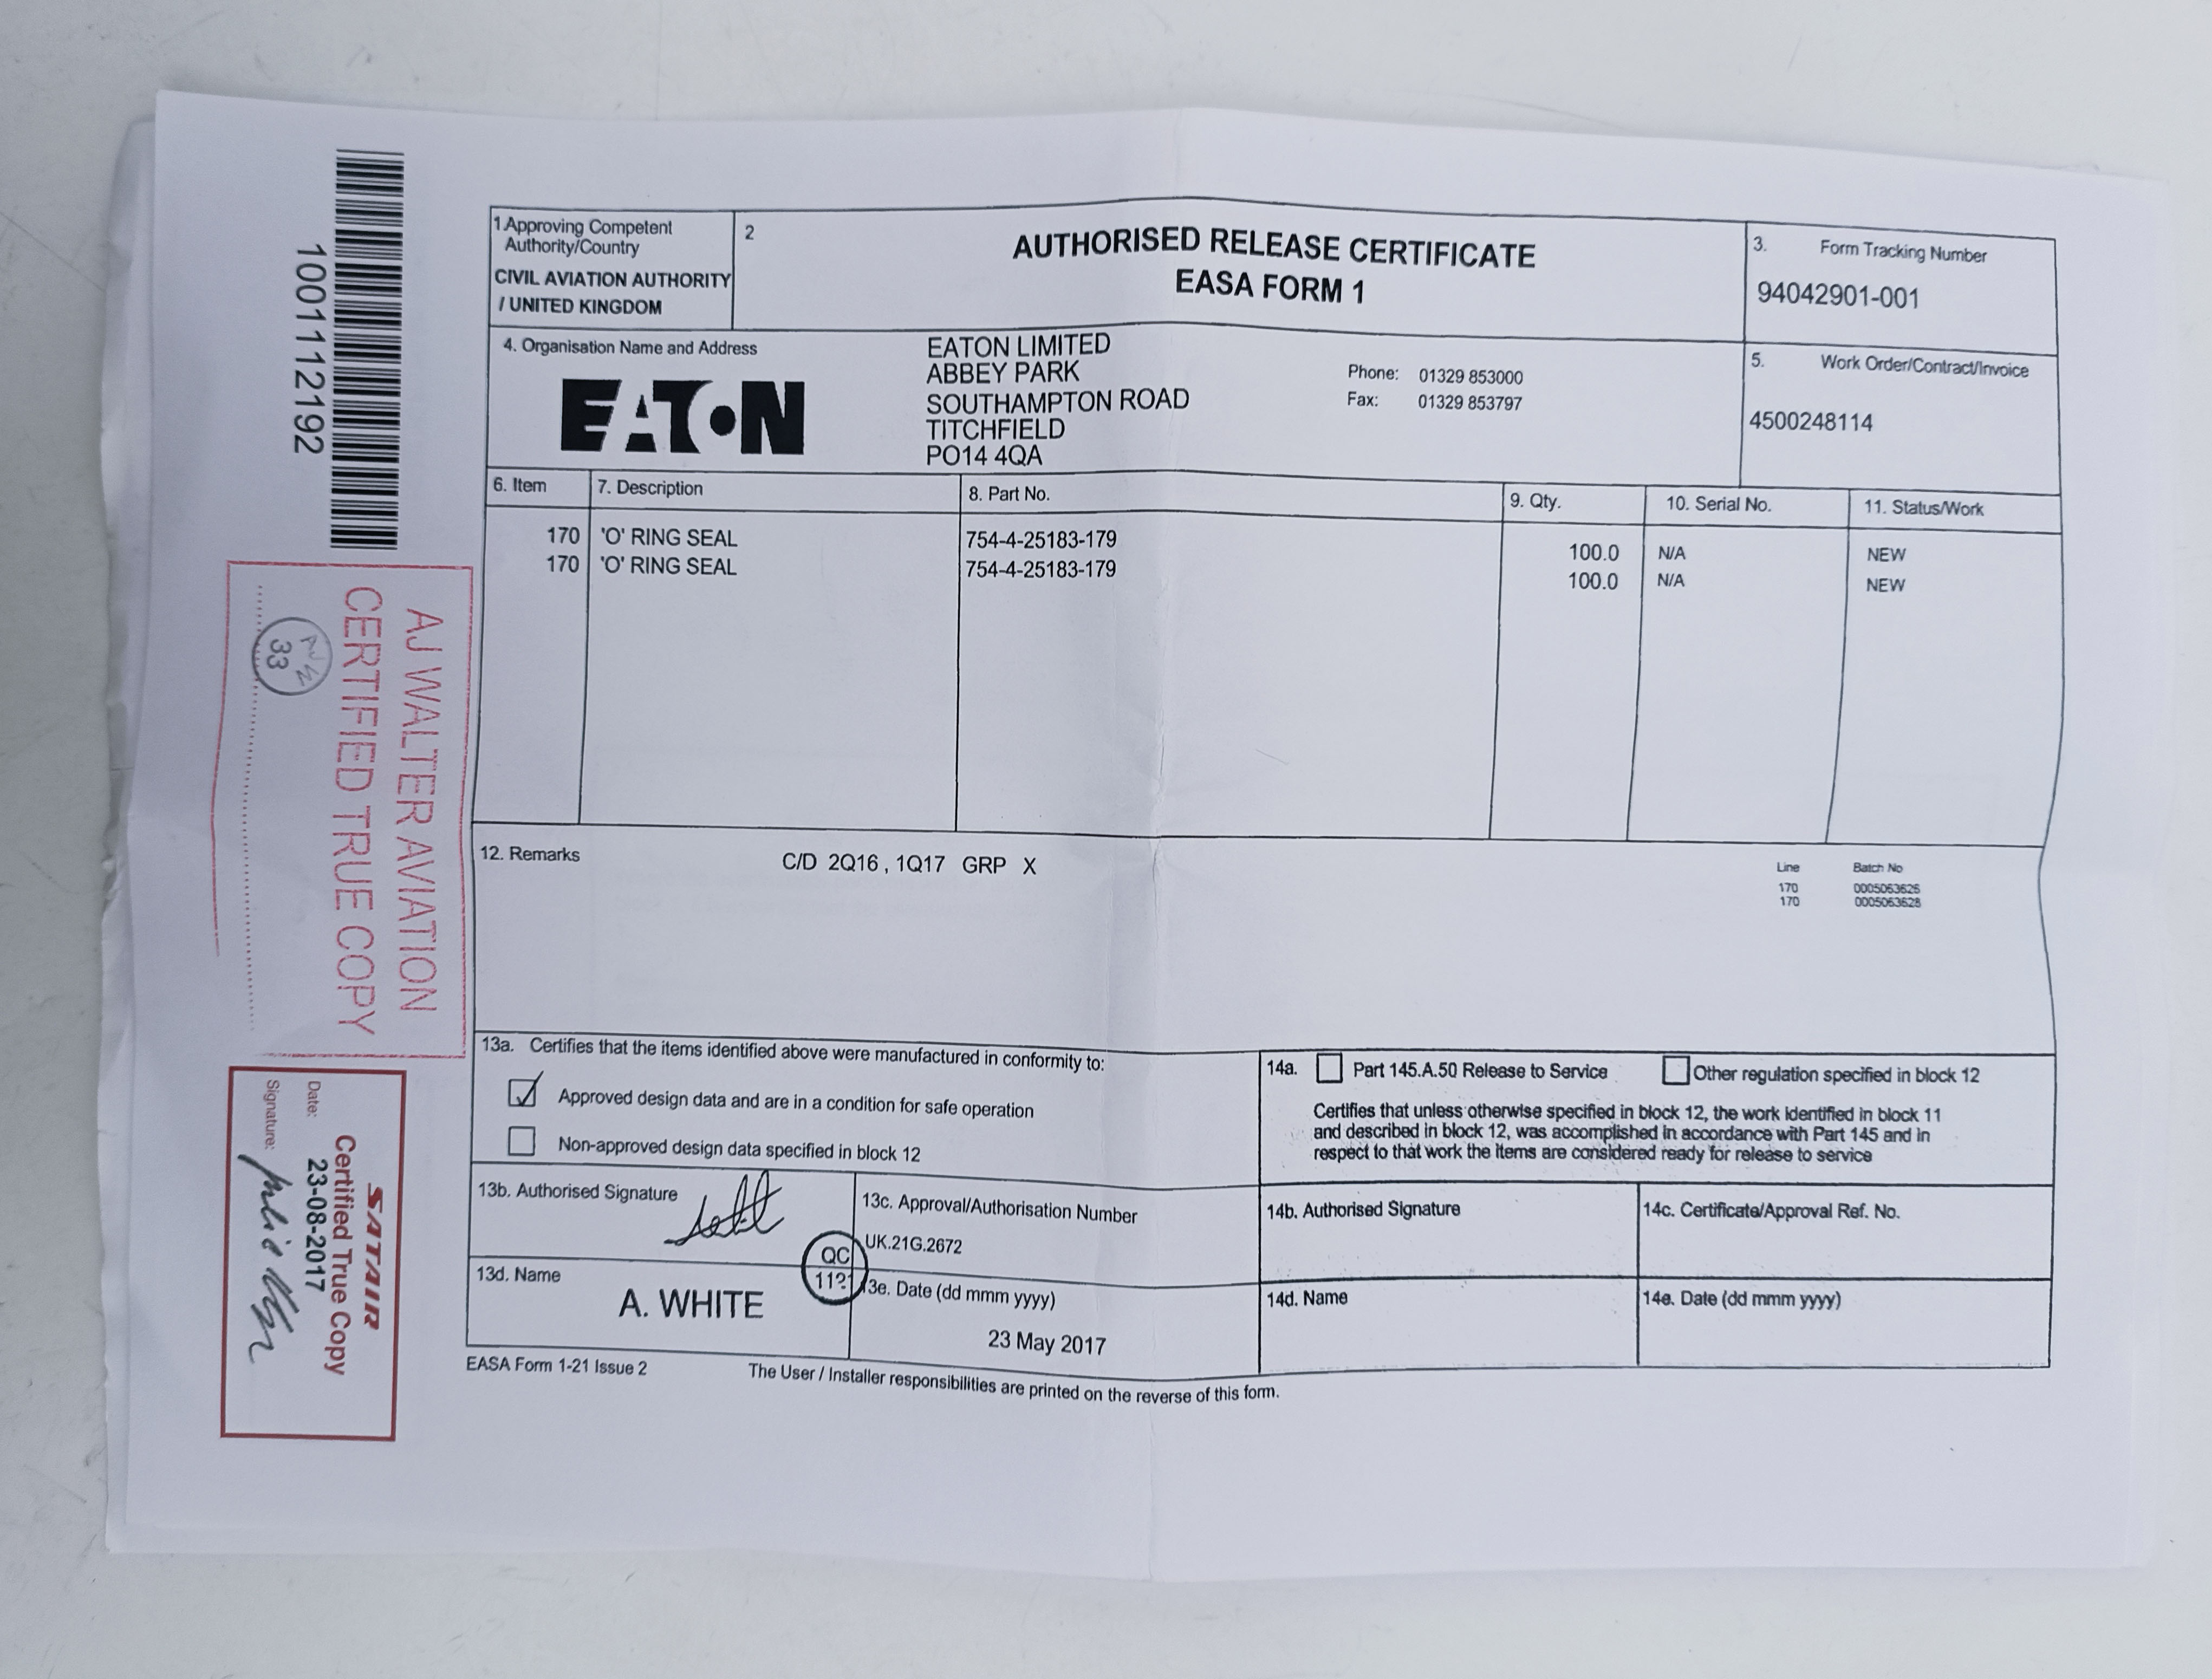 1 Approving Competent
Authority/Country
CIVIL AVIATION AUTHORITY
/ UNITED KINGDOM
2
AUTHORISED RELEASE CERTIFICATE
EASA FORM 1
3. Form Tracking Number
94042901-001
4. Organisation Name and Address
EATON
EATON LIMITED
ABBEY PARK
SOUTHAMPTON ROAD
TITCHFIELD
PO14 4QA
Phone: 01329 853000
Fax: 01329 853797
5. Work Order/Contract/Invoice
4500248114
6. Item 7. Description 8. Part No. 9. Qty. 10. Serial No. 11. Status/Work
170 'O' RING SEAL 754-4-25183-179 100.0 N/A NEW
170 'O' RING SEAL 754-4-25183-179 100.0 N/A NEW
12. Remarks
C/D 2Q16 , 1Q17 GRP X
Line Batch No
170 0005063626
170 0005063628
13a. Certifies that the items identified above were manufactured in conformity to:
Approved design data and are in a condition for safe operation
Non-approved design data specified in block 12
14a. Part 145.A.50 Release to Service Other regulation specified in block 12
Certifies that unless otherwise specified in block 12, the work identified in block 11
and described in block 12, was accomplished in accordance with Part 145 and in
respect to that work the items are considered ready for release to service
13b. Authorised Signature
13c. Approval/Authorisation Number
UK.21G.2672
QC
14b. Authorised Signature
14c. Certificate/Approval Ref. No.
13d. Name
A. WHITE
13e. Date (dd mmm yyyy)
23 May 2017
14d. Name
14e. Date (dd mmm yyyy)
EASA Form 1-21 Issue 2
The User / Installer responsibilities are printed on the reverse of this form.
1001112192
AJ WALTER AVIATION
CERTIFIED TRUE COPY
AJW
33
SATAIR
Certified True Copy
Date: 23-08-2017
Signature: